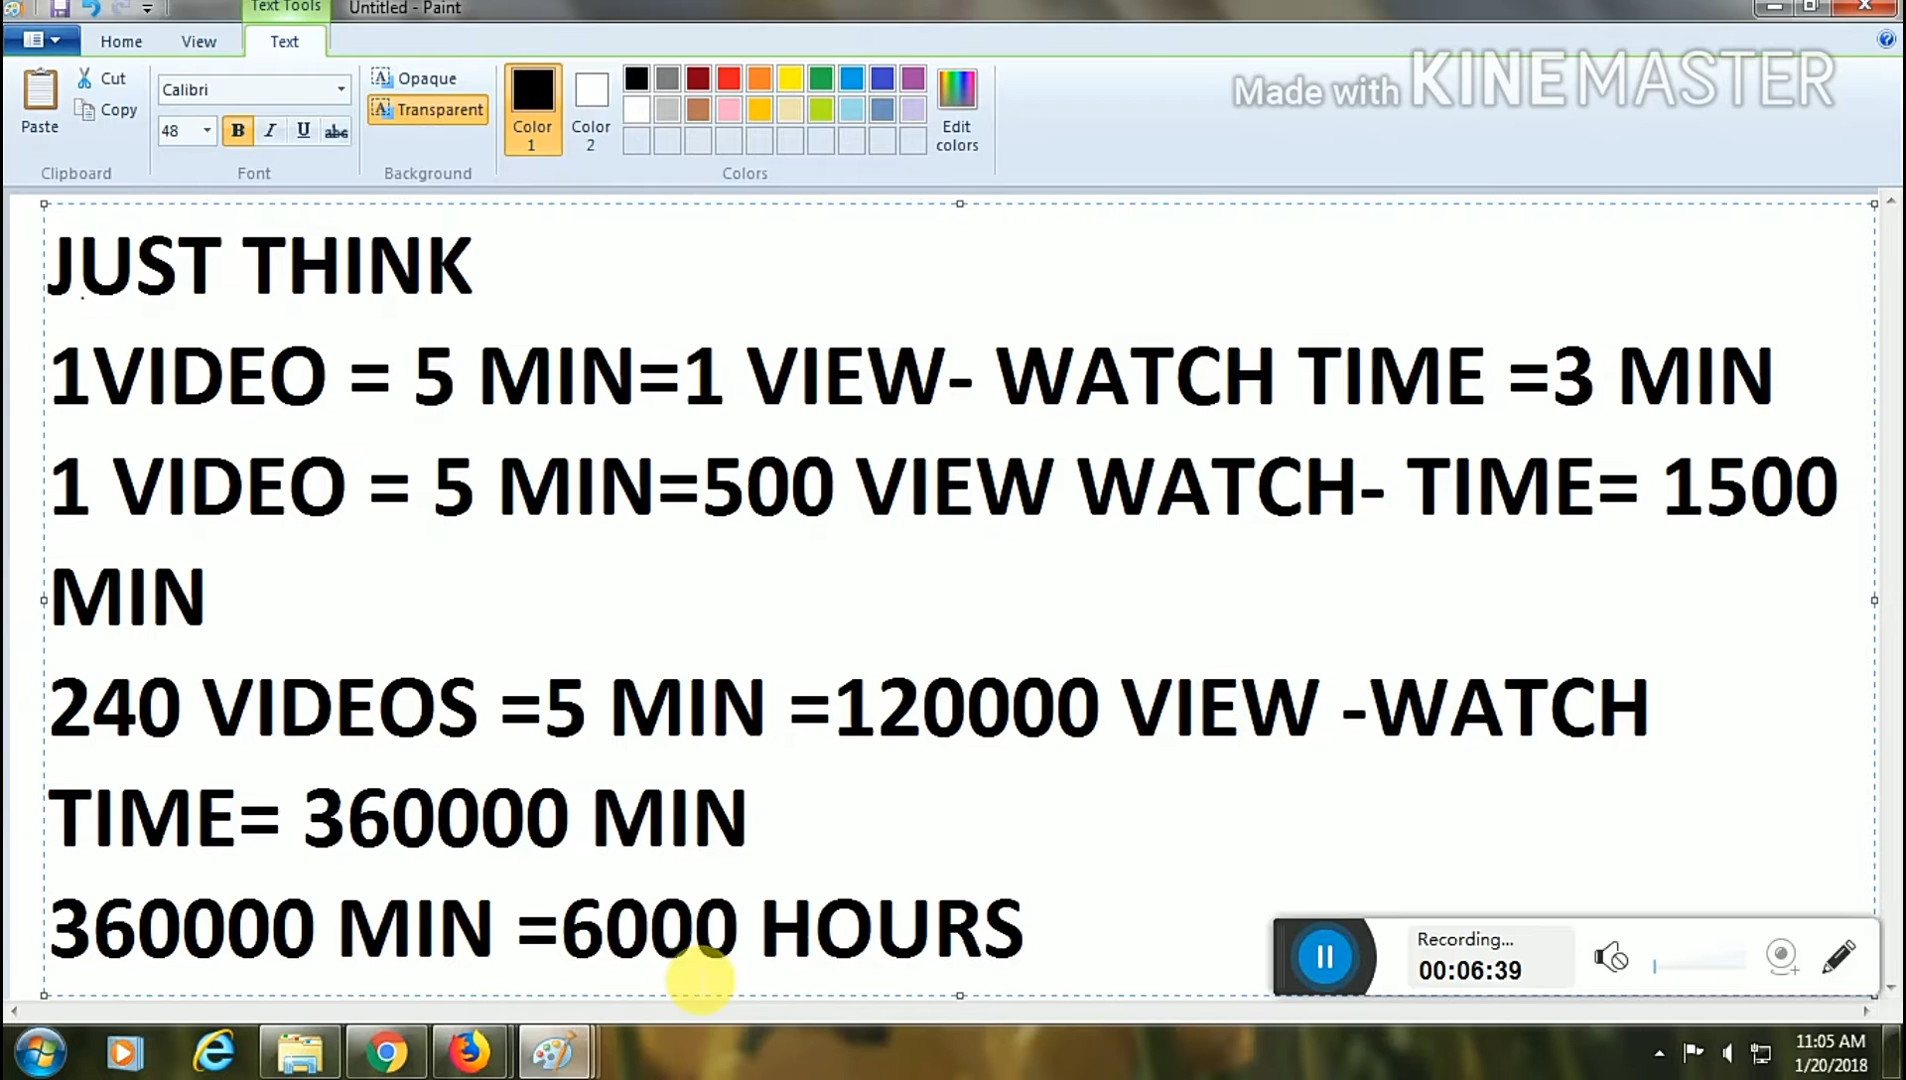 Text Tools Untitled - Paint
Home View Text
Made with KINEMASTER
Paste Cut Copy
Calibri
48 B I U abc
Opaque
Transparent
Color 1
Color 2
Edit colors
Clipboard Font Background Colors
JUST THINK
1VIDEO = 5 MIN=1 VIEW- WATCH TIME =3 MIN
1 VIDEO = 5 MIN=500 VIEW WATCH- TIME= 1500
MIN
240 VIDEOS =5 MIN =120000 VIEW -WATCH
TIME= 360000 MIN
360000 MIN =6000 HOURS
Recording...
00:06:39
11:05 AM
1/20/2018